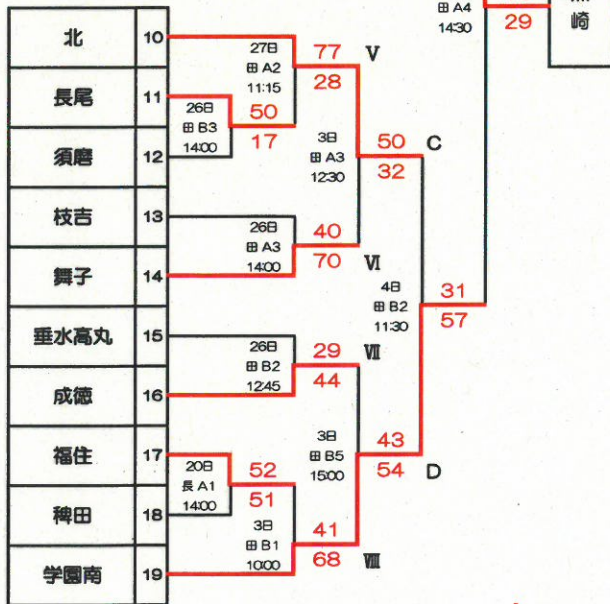 田 A4
14:30
29
崎
北 10
27日
田 A2
11:15
77
28
V
長尾 11
26日
田 B3
14:00
50
17
須磨 12
3日
田 A3
12:30
50
32
C
枝吉 13
26日
田 A3
14:00
40
70
VI
舞子 14
4日
田 B2
11:30
31
57
垂水高丸 15
26日
田 B2
12:45
29
44
VII
成徳 16
福住 17
20日
長 A1
14:00
52
51
3日
田 B5
15:00
43
54
D
稗田 18
3日
田 B1
10:00
41
68
VIII
学園南 19